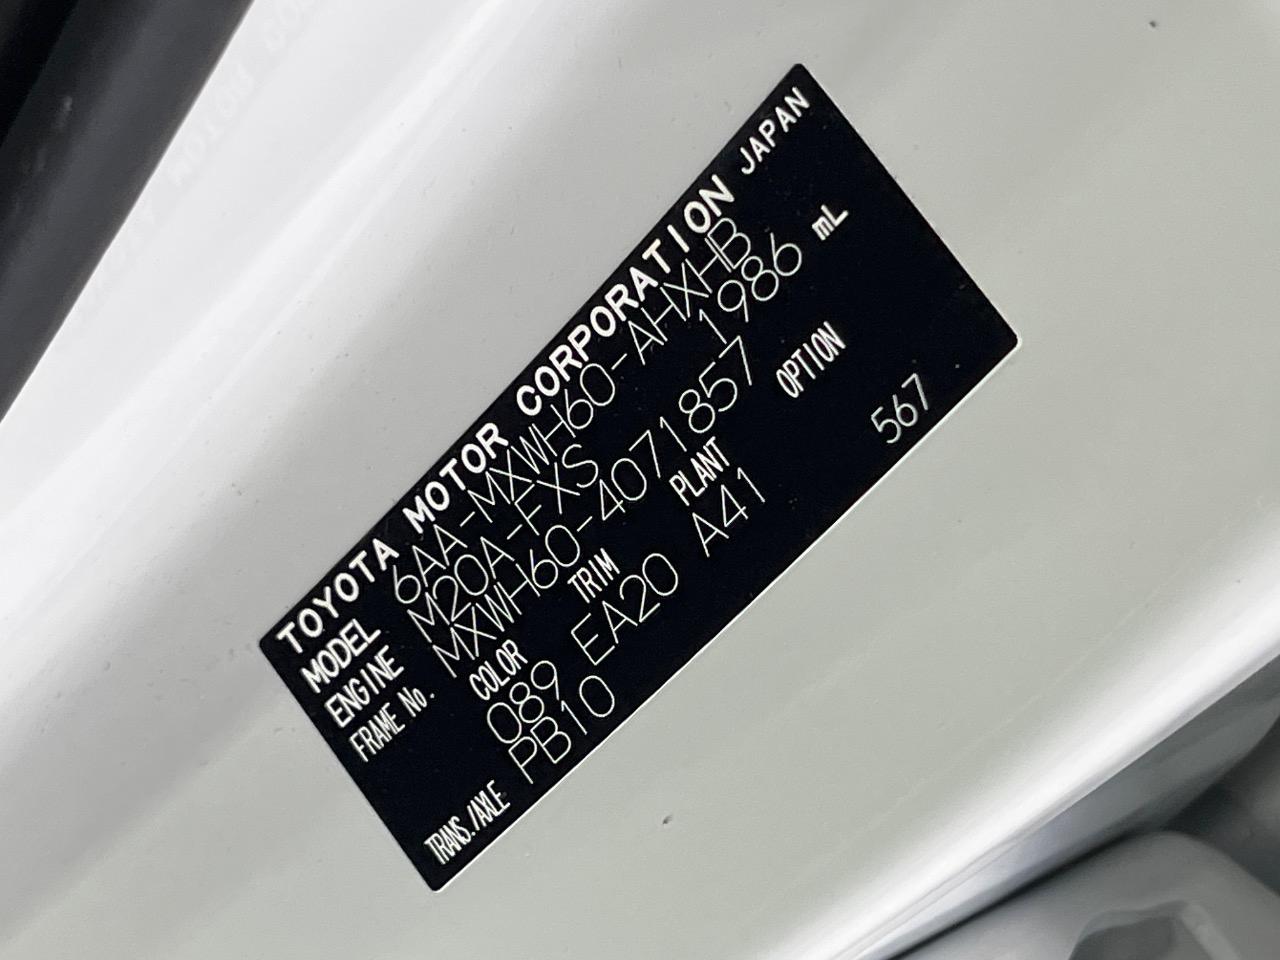 TOYOTA MOTOR CORPORATION JAPAN
MODEL 6AA-MXWH60-AHXHB
ENGINE M20A-FXS 1986 mL
FRAME No. MXWH60-4071857
COLOR TRIM PLANT OPTION
089 EA20 A41 567
TRANS./AXLE PB10